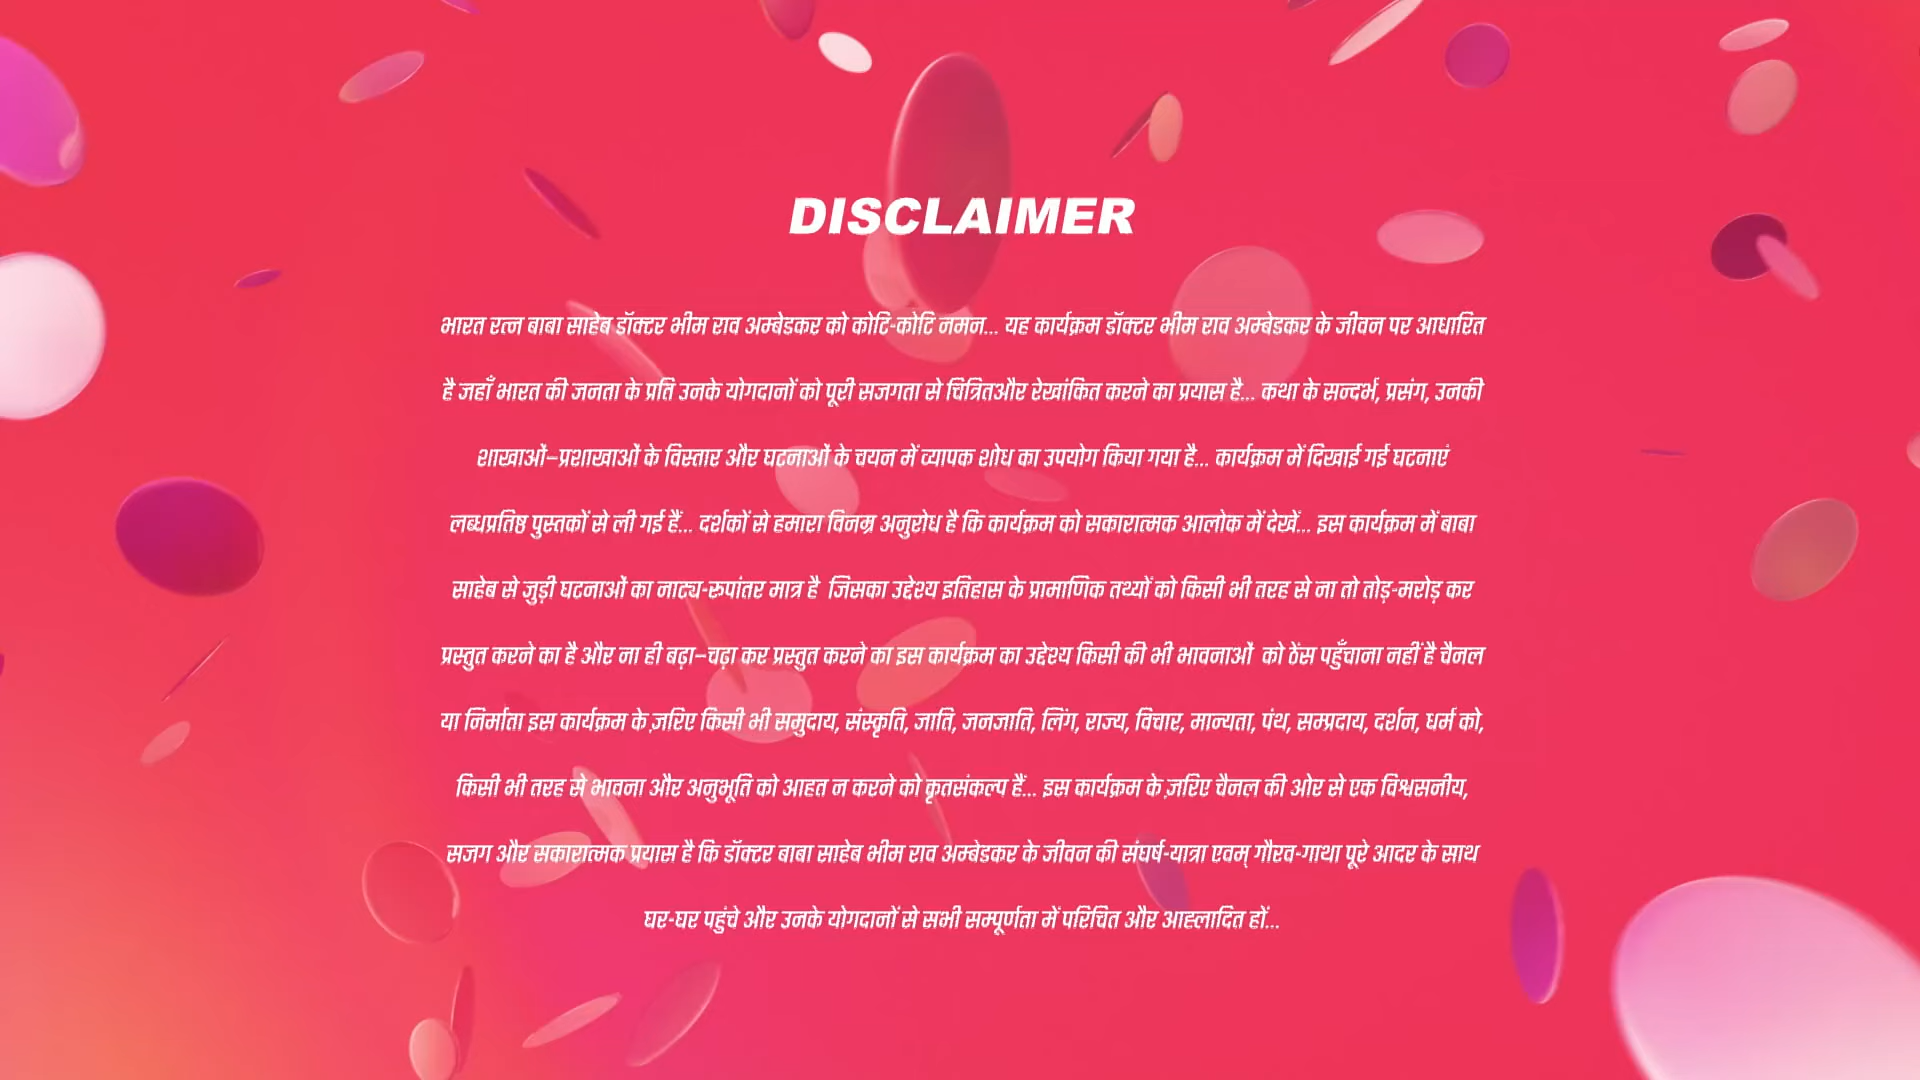 DISCLAIMER
भारत रत्न बाबा साहेब डॉक्टर भीम राव अम्बेडकर को कोटि-कोटि नमन... यह कार्यक्रम डॉक्टर भीम राव अम्बेडकर के जीवन पर आधारित
है जहाँ भारत की जनता के प्रति उनके योगदानों को पूरी सजगता से चित्रितऔर रेखांकित करने का प्रयास है... कथा के सन्दर्भ, प्रसंग, उनकी
शाखाओं–प्रशाखाओं के विस्तार और घटनाओं के चयन में व्यापक शोध का उपयोग किया गया है... कार्यक्रम में दिखाई गई घटनाएं
लब्धप्रतिष्ठ पुस्तकों से ली गई हैं... दर्शकों से हमारा विनम्र अनुरोध है कि कार्यक्रम को सकारात्मक आलोक में देखें... इस कार्यक्रम में बाबा
साहेब से जुड़ी घटनाओं का नाट्य-रूपांतर मात्र है जिसका उद्देश्य इतिहास के प्रामाणिक तथ्यों को किसी भी तरह से ना तो तोड़-मरोड़ कर
प्रस्तुत करने का है और ना ही बढ़ा–चढ़ा कर प्रस्तुत करने का इस कार्यक्रम का उद्देश्य किसी की भी भावनाओं को ठेंस पहुँचाना नहीं है चैनल
या निर्माता इस कार्यक्रम के ज़रिए किसी भी समुदाय, संस्कृति, जाति, जनजाति, लिंग, राज्य, विचार, मान्यता, पंथ, सम्प्रदाय, दर्शन, धर्म को,
किसी भी तरह से भावना और अनुभूति को आहत न करने को कृतसंकल्प हैं... इस कार्यक्रम के ज़रिए चैनल की ओर से एक विश्वसनीय,
सजग और सकारात्मक प्रयास है कि डॉक्टर बाबा साहेब भीम राव अम्बेडकर के जीवन की संघर्ष-यात्रा एवम् गौरव-गाथा पूरे आदर के साथ
घर-घर पहुंचे और उनके योगदानों से सभी सम्पूर्णता में परिचित और आह्लादित हों...